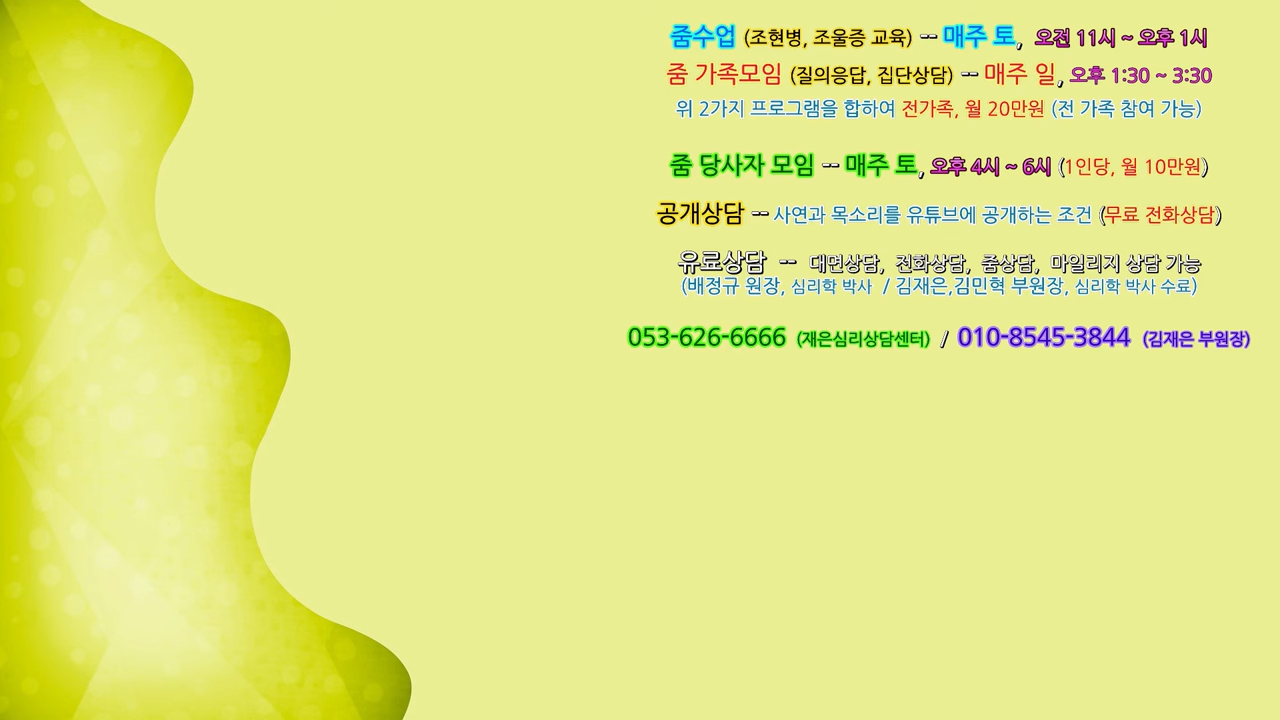 줌수업 (조현병, 조울증 교육) -- 매주 토, 오전 11시 ~ 오후 1시
줌 가족모임 (질의응답, 집단상담) -- 매주 일, 오후 1:30 ~ 3:30
위 2가지 프로그램을 합하여 전가족, 월 20만원 (전 가족 참여 가능)
줌 당사자 모임 -- 매주 토, 오후 4시 ~ 6시 (1인당, 월 10만원)
공개상담 -- 사연과 목소리를 유튜브에 공개하는 조건 (무료 전화상담)
유료상담 -- 대면상담, 전화상담, 줌상담, 마일리지 상담 가능
(배정규 원장, 심리학 박사 / 김재은,김민혁 부원장, 심리학 박사 수료)
053-626-6666 (재은심리상담센터) / 010-8545-3844 (김재은 부원장)